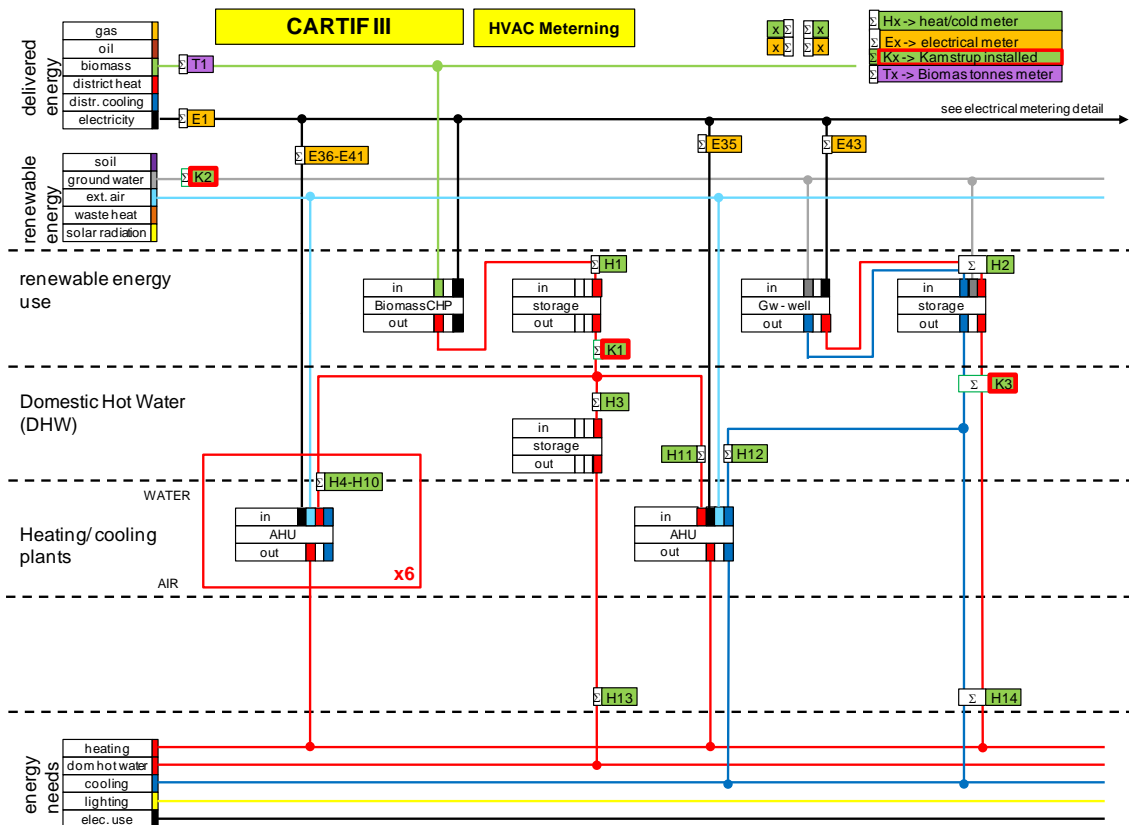 CARTIF III
HVAC Meterning
x Σ Σ x
x Σ Σ x
Σ Hx -> heat/cold meter
Σ Ex -> electrical meter
Σ Kx -> Kamstrup installed
Σ Tx -> Biomas tonnes meter
delivered
energy
gas
oil
biomass
district heat
distr. cooling
electricity
Σ T1
Σ E1
see electrical metering detail
Σ E36-E41
Σ E35
Σ E43
renewable
energy
soil
ground water
ext. air
waste heat
solar radiation
Σ K2
renewable energy
use
in
BiomassCHP
out
Σ H1
in
storage
out
Σ K1
in
Gw - well
out
Σ H2
in
storage
out
Domestic Hot Water
(DHW)
Σ H3
in
storage
out
H11 Σ
Σ H12
Σ K3
WATER
Σ H4-H10
Heating/ cooling
plants
in
AHU
out
x6
AIR
in
AHU
out
Σ H13
Σ H14
energy
needs
heating
dom hot water
cooling
lighting
elec. use